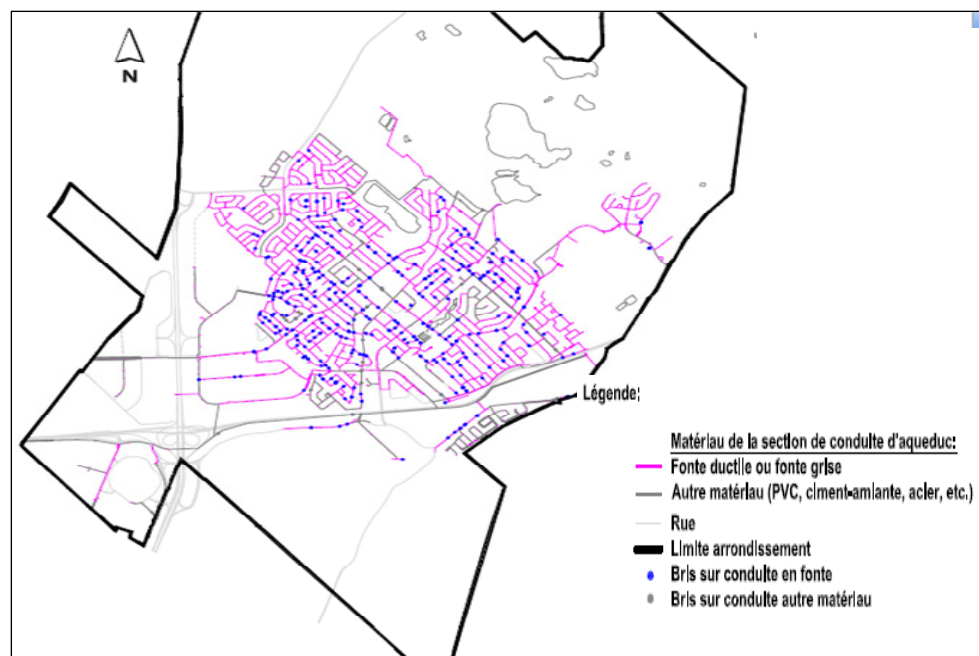 N
Légende:
Matériau de la section de conduite d'aqueduc:
Fonte ductile ou fonte grise
Autre matériau (PVC, ciment-amiante, acier, etc.)
Rue
Limite arrondissement
Bris sur conduite en fonte
Bris sur conduite autre matériau